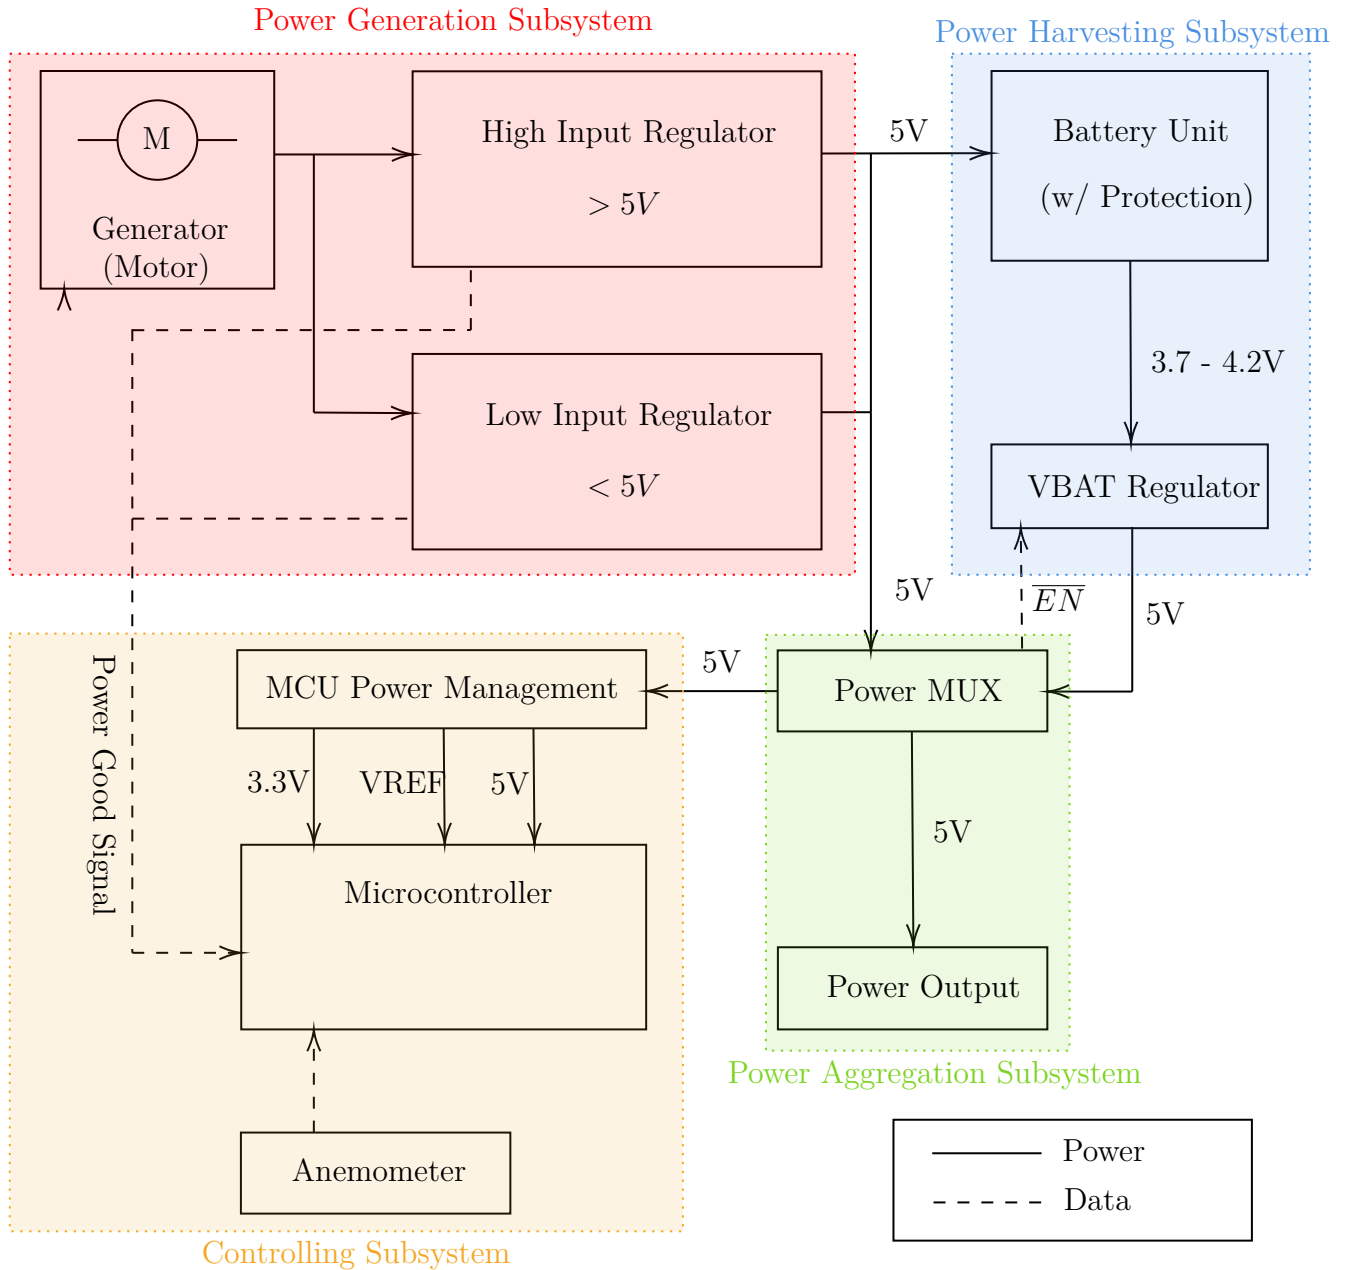 Power Generation Subsystem
Power Harvesting Subsystem
M
Generator
(Motor)
High Input Regulator
> 5V
5V
Battery Unit
(w/ Protection)
3.7 - 4.2V
Low Input Regulator
< 5V
VBAT Regulator
5V
E̅N̅
5V
Power Good Signal
MCU Power Management
5V
Power MUX
3.3V
VREF
5V
5V
Microcontroller
Power Output
Power Aggregation Subsystem
Anemometer
Power
Data
Controlling Subsystem